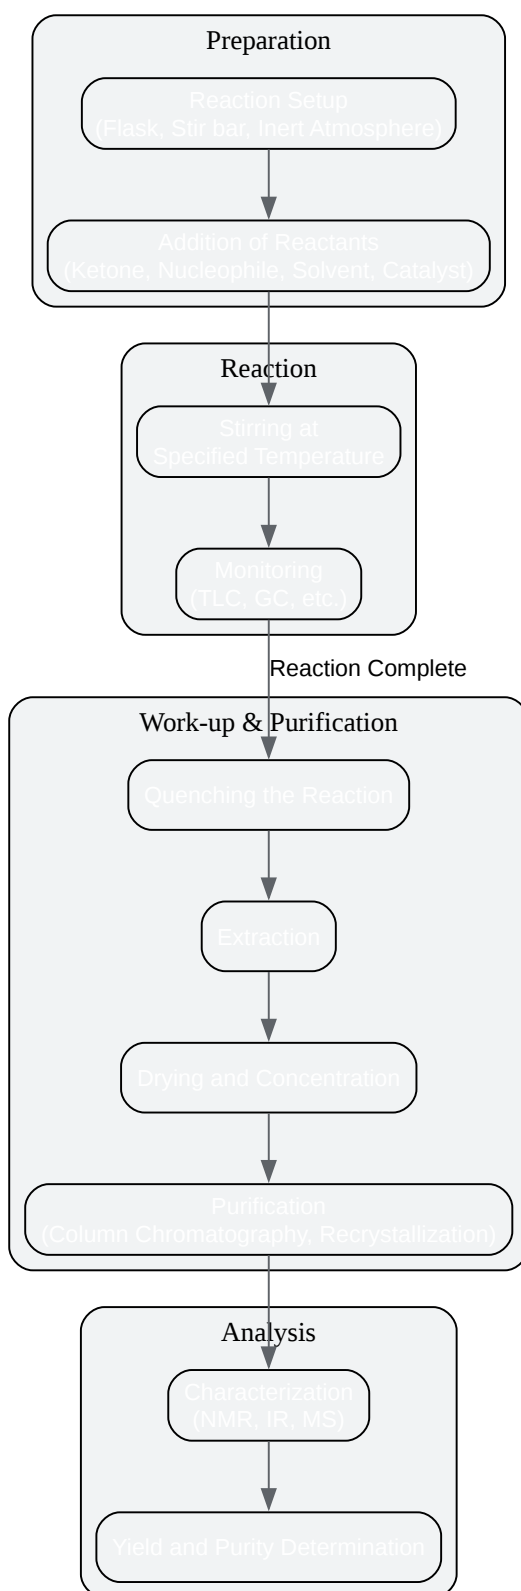 Preparation
Reaction Setup
(Flask, Stir bar, Inert Atmosphere)
Addition of Reactants
(Ketone, Nucleophile, Solvent, Catalyst)
Reaction
Stirring at
Specified Temperature
Monitoring
(TLC, GC, etc.)
Reaction Complete
Work-up & Purification
Quenching the Reaction
Extraction
Drying and Concentration
Purification
(Column Chromatography, Recrystallization)
Analysis
Characterization
(NMR, IR, MS)
Yield and Purity Determination